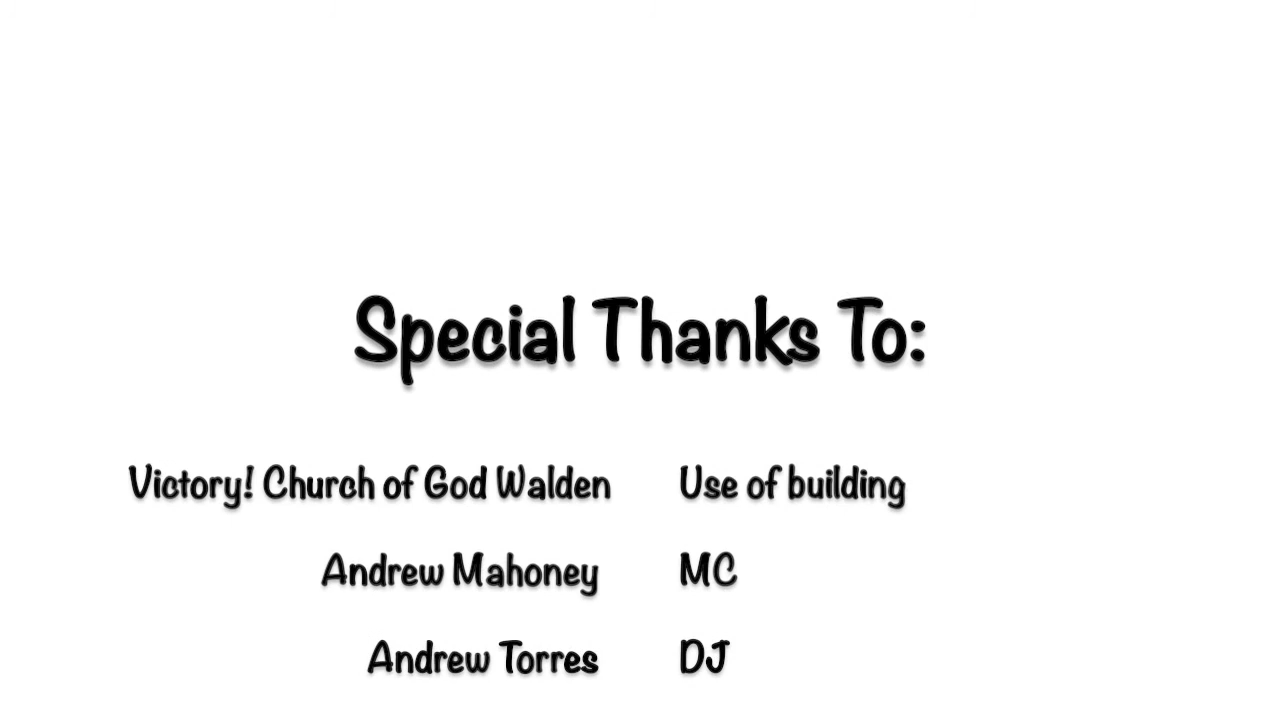 Special Thanks To:
Victory! Church of God Walden Use of building
Andrew Mahoney MC
Andrew Torres DJ